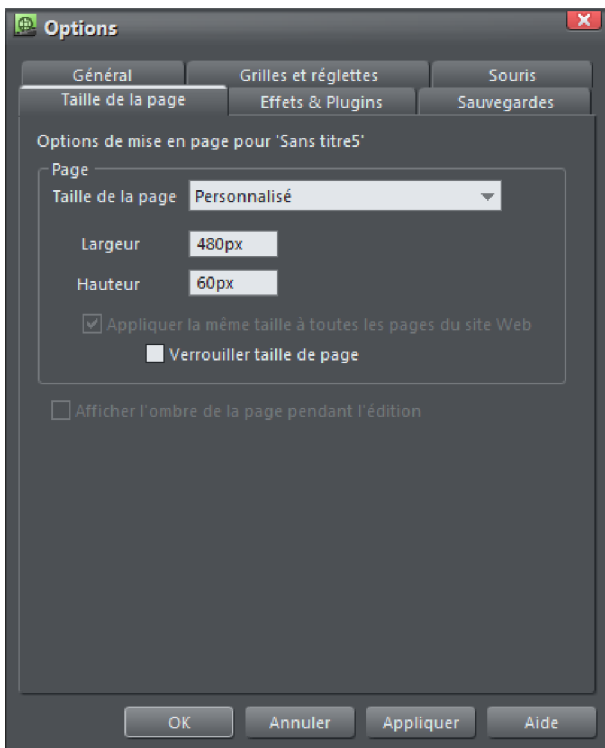 Options
Général Grilles et réglettes Souris
Taille de la page Effets & Plugins Sauvegardes
Options de mise en page pour 'Sans titre5'
Page
Taille de la page Personnalisé
Largeur 480px
Hauteur 60px
Appliquer la même taille à toutes les pages du site Web
Verrouiller taille de page
Afficher l'ombre de la page pendant l'édition
OK Annuler Appliquer Aide